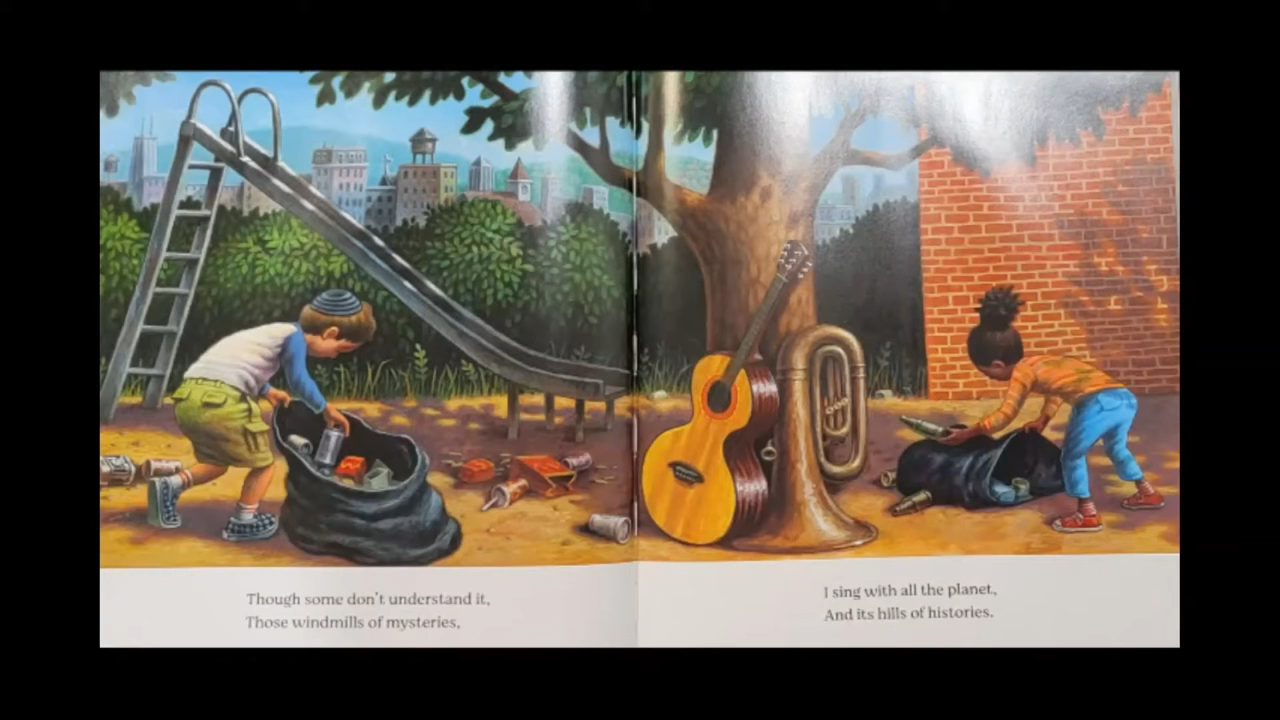 Though some don't understand it,
Those windmills of mysteries,
I sing with all the planet,
And its hills of histories.